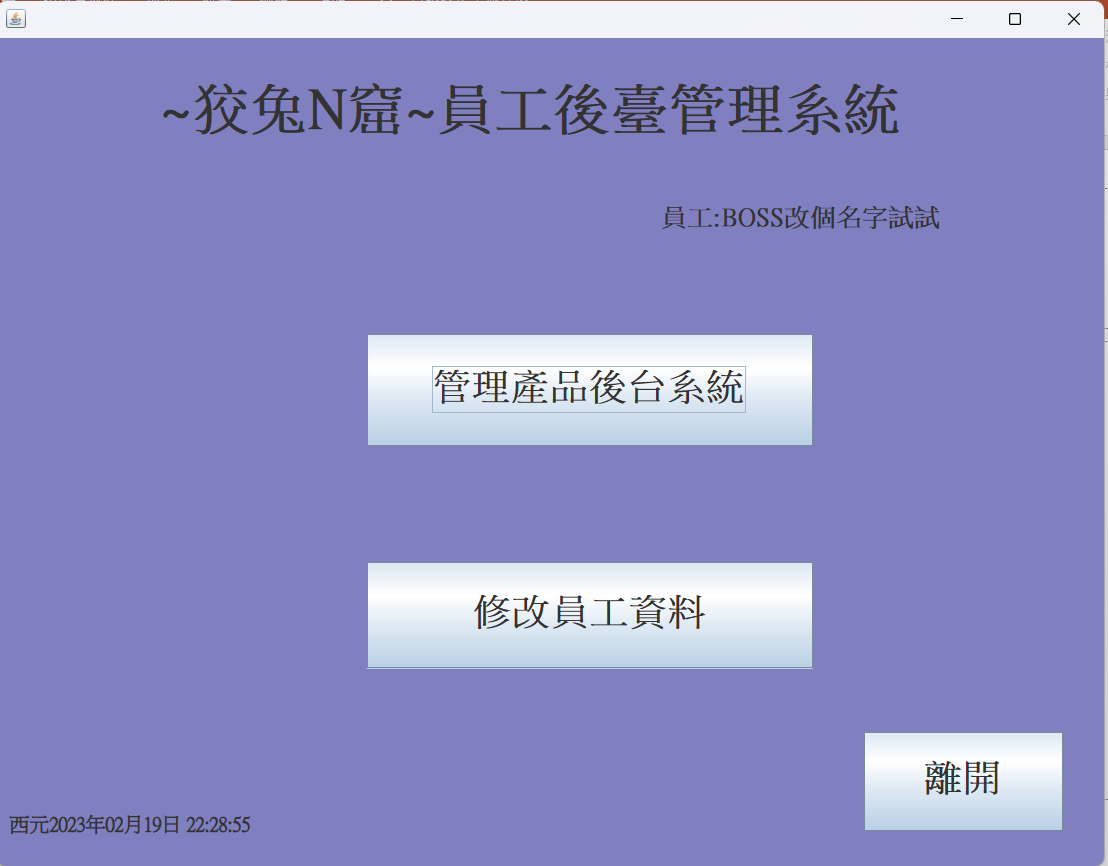 ~狡兔N窟~員工後臺管理系統
員工:BOSS改個名字試試
管理產品後台系統
修改員工資料
離開
西元2023年02月19日 22:28:55